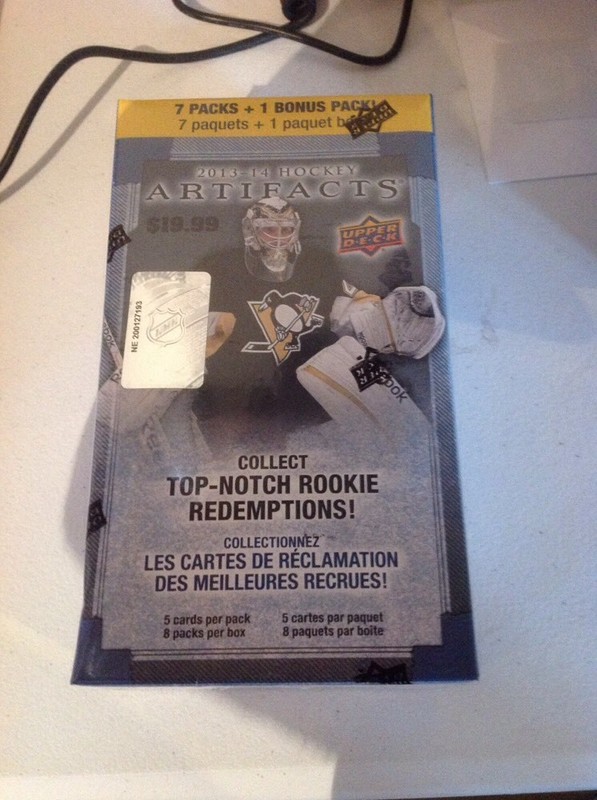 7 PACKS + 1 BONUS PACK!
7 paquets + 1 paquet
2013-14 HOCKEY
ARTIFACTS
$19.99
UPPER
D·E·C·K
NHL
NE 200127193
COLLECT
TOP-NOTCH ROOKIE
REDEMPTIONS!
COLLECTIONNEZ
LES CARTES DE RÉCLAMATION
DES MEILLEURES RECRUES!
5 cards per pack
8 packs per box
5 cartes par paquet
8 paquets par boîte